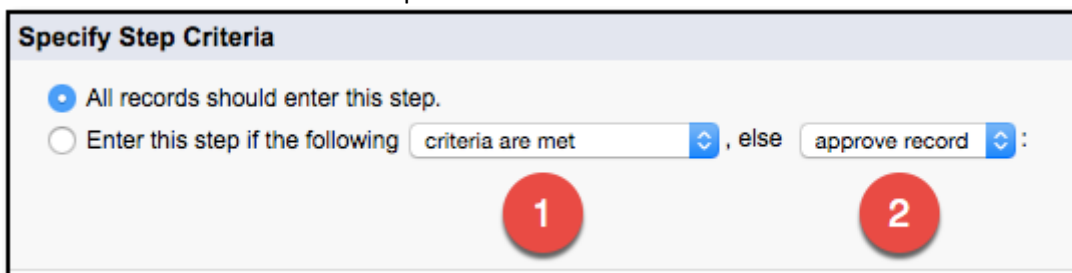 Specify Step Criteria
All records should enter this step.
Enter this step if the following criteria are met , else approve record :
1 2